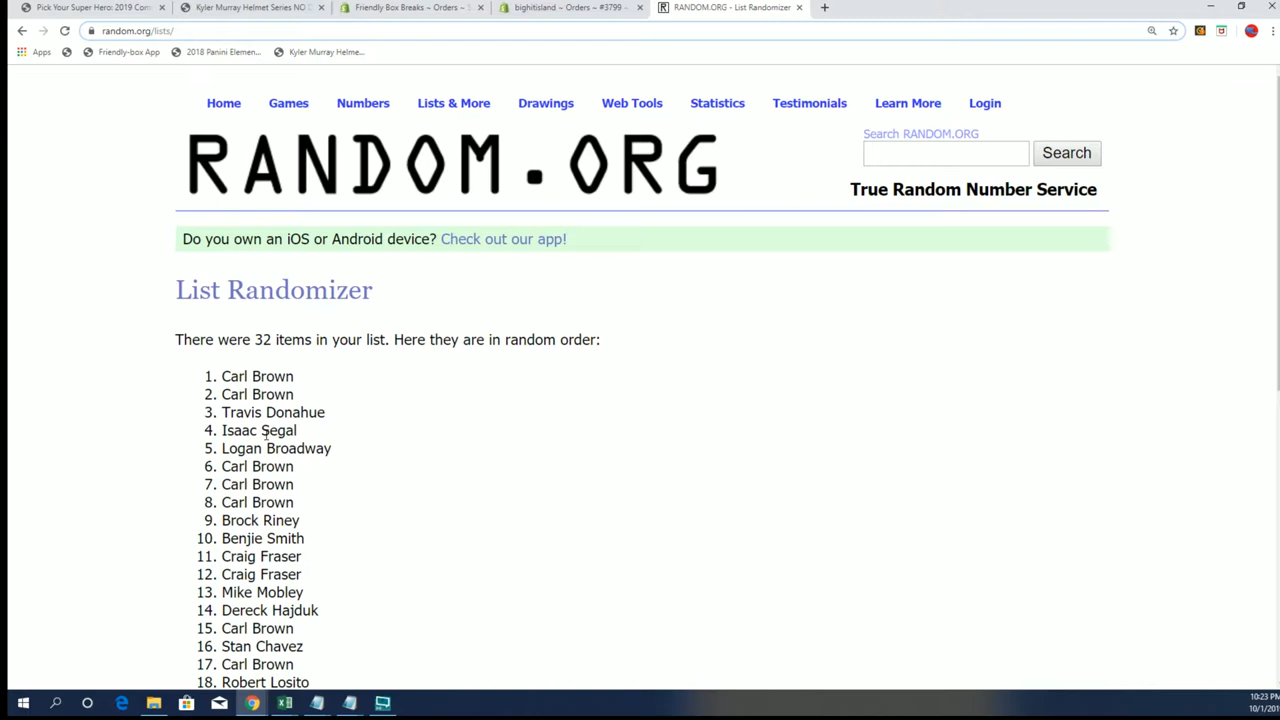 Pick Your Super Hero: 2019 Cont
Kyler Murray Helmet Series NO D
Friendly Box Breaks ~ Orders ~
bighitisland ~ Orders ~ #3799 ~
RANDOM.ORG - List Randomizer
random.org/lists/
Apps
Friendly-box App
2018 Panini Elemen...
Kyler Murray Helme...
Home Games Numbers Lists & More Drawings Web Tools Statistics Testimonials Learn More Login
RANDOM.ORG
Search RANDOM.ORG
Search
True Random Number Service
Do you own an iOS or Android device? Check out our app!
List Randomizer
There were 32 items in your list. Here they are in random order:
1. Carl Brown
2. Carl Brown
3. Travis Donahue
4. Isaac Segal
5. Logan Broadway
6. Carl Brown
7. Carl Brown
8. Carl Brown
9. Brock Riney
10. Benjie Smith
11. Craig Fraser
12. Craig Fraser
13. Mike Mobley
14. Dereck Hajduk
15. Carl Brown
16. Stan Chavez
17. Carl Brown
18. Robert Losito
10:23 PM
10/1/20